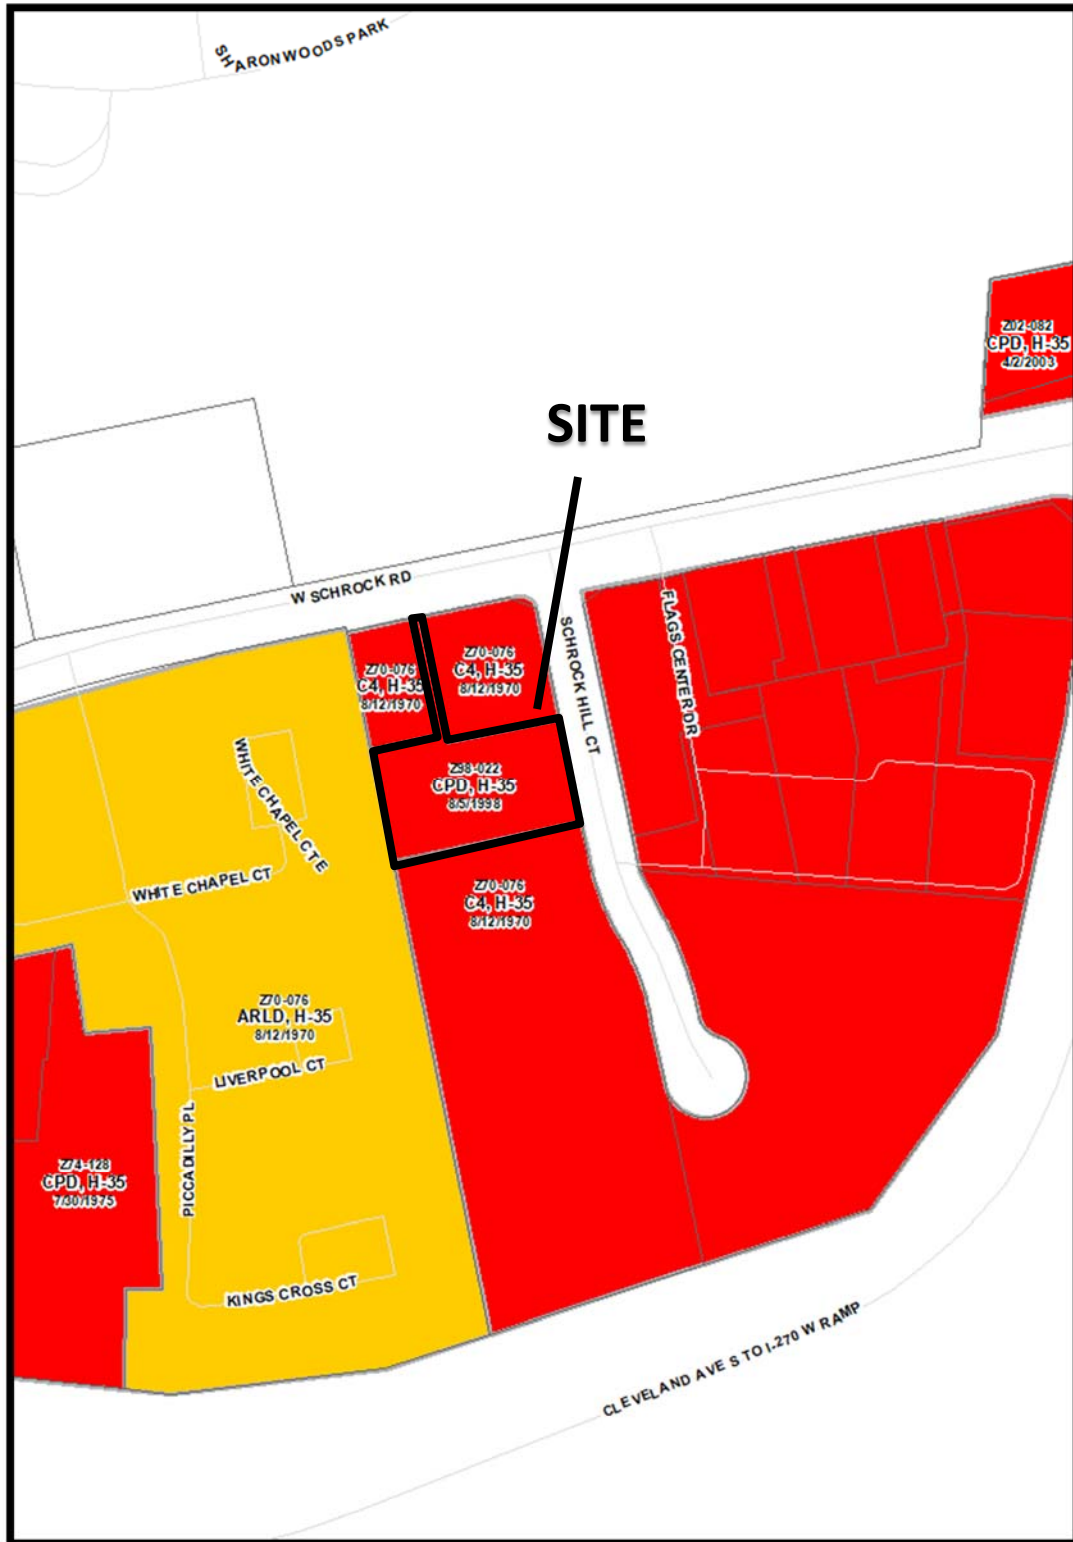 SHARON WOODS PARK
Z02-082
CPD, H-35
4/2/2003
SITE
W SCHROCK RD
FLAGS CENTER DR
SCHROCK HILL CT
Z70-076
C4, H-35
8/12/1970
Z70-076
C4, H-35
8/12/1970
WHITE CHAPEL CT E
Z98-022
CPD, H-35
8/5/1998
WHITE CHAPEL CT
Z70-076
C4, H-35
8/12/1970
Z70-076
ARLD, H-35
8/12/1970
LIVERPOOL CT
PICCADILLY PL
Z74-128
CPD, H-35
7/30/1975
KINGS CROSS CT
CLEVELAND AVE S TO I-270 W RAMP